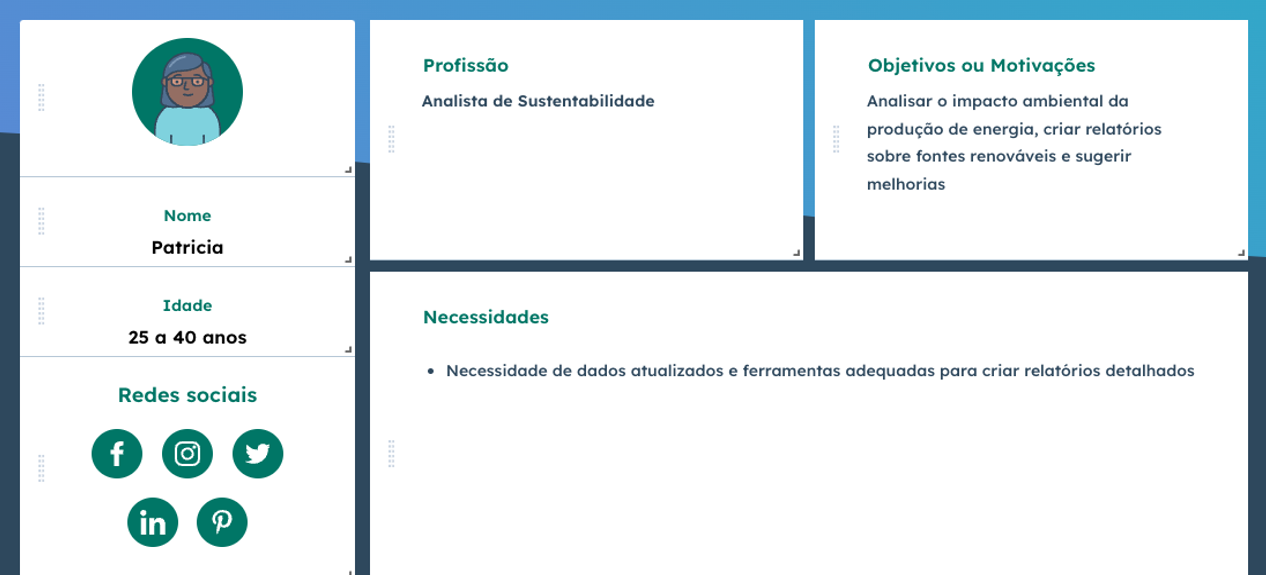 Nome
Patricia
Idade
25 a 40 anos
Redes sociais
Profissão
Analista de Sustentabilidade
Objetivos ou Motivações
Analisar o impacto ambiental da
produção de energia, criar relatórios
sobre fontes renováveis e sugerir
melhorias
Necessidades
• Necessidade de dados atualizados e ferramentas adequadas para criar relatórios detalhados